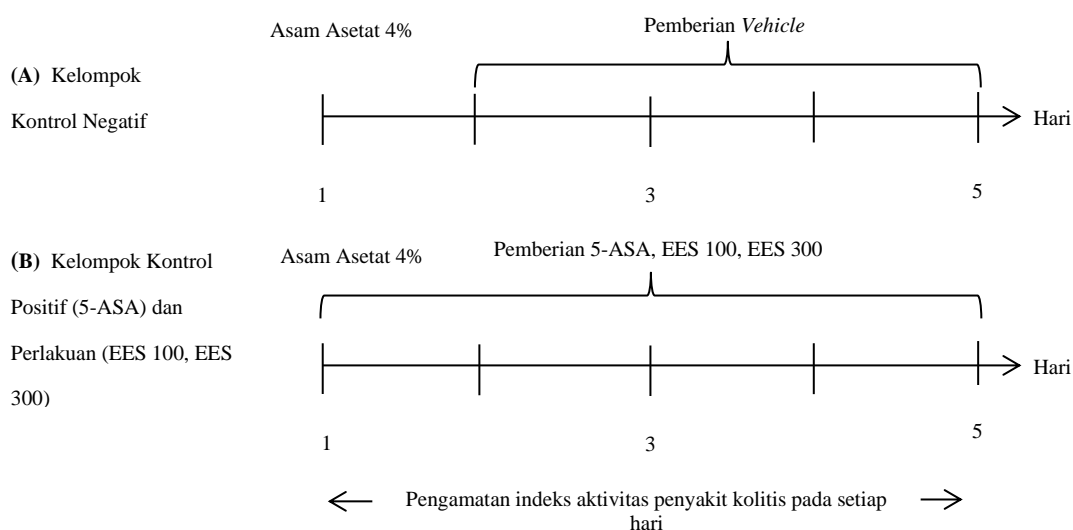 Asam Asetat 4%
Pemberian Vehicle
(A) Kelompok
Kontrol Negatif
Hari
1
3
5
(B) Kelompok Kontrol
Positif (5-ASA) dan
Perlakuan (EES 100, EES
300)
Asam Asetat 4%
Pemberian 5-ASA, EES 100, EES 300
Hari
1
3
5
Pengamatan indeks aktivitas penyakit kolitis pada setiap
hari